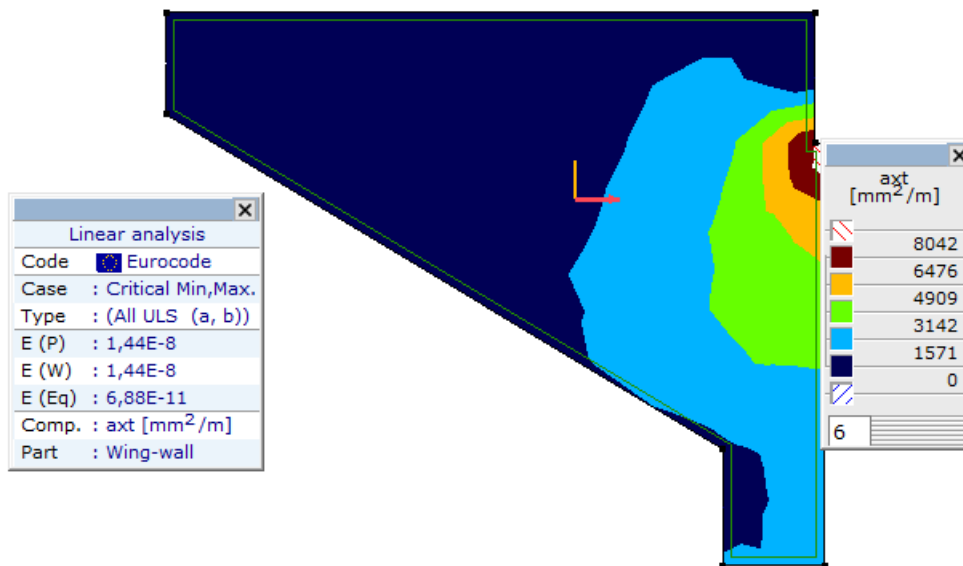 Linear analysis
Code Eurocode
Case : Critical Min,Max.
Type : (All ULS (a, b))
E (P) : 1,44E-8
E (W) : 1,44E-8
E (Eq) : 6,88E-11
Comp. : axt [mm²/m]
Part : Wing-wall
axt
[mm²/m]
8042
6476
4909
3142
1571
0
6